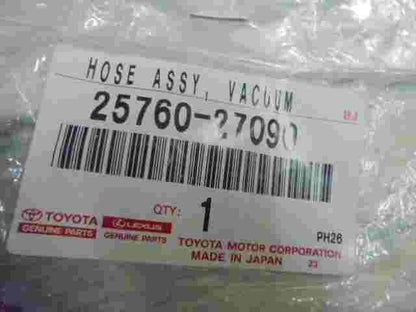 HOSE ASSY, VACUUM
25760-27090
QTY: 1
PH26
TOYOTA LEXUS
GENUINE PARTS GENUINE PARTS
TOYOTA MOTOR CORPORATION
MADE IN JAPAN 23